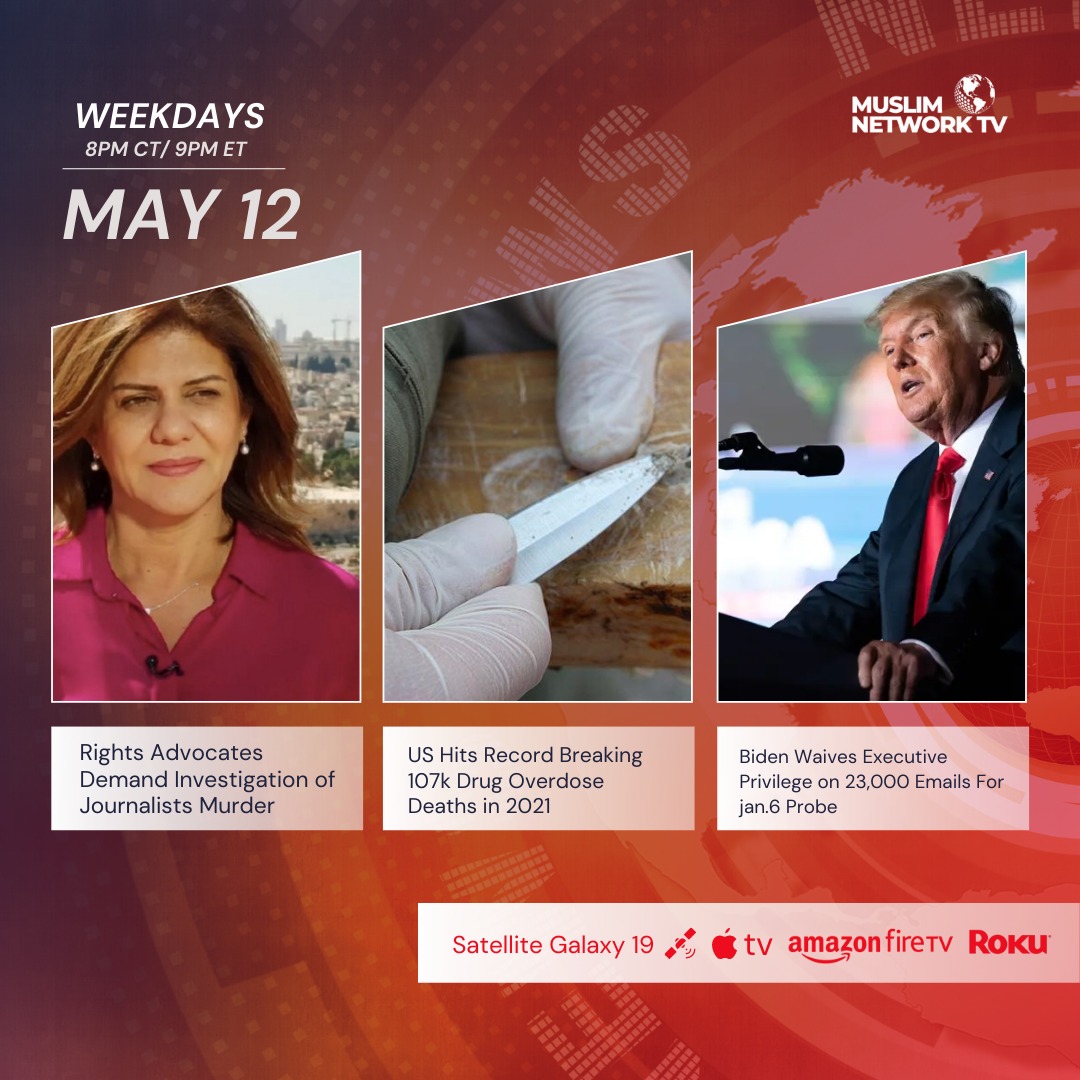 WEEKDAYS
8PM CT/ 9PM ET
MAY 12
MUSLIM
NETWORK TV
NEWS
Rights Advocates
Demand Investigation of
Journalists Murder
US Hits Record Breaking
107k Drug Overdose
Deaths in 2021
Biden Waives Executive
Privilege on 23,000 Emails For
jan.6 Probe
Satellite Galaxy 19 tv amazon fireTV ROKU